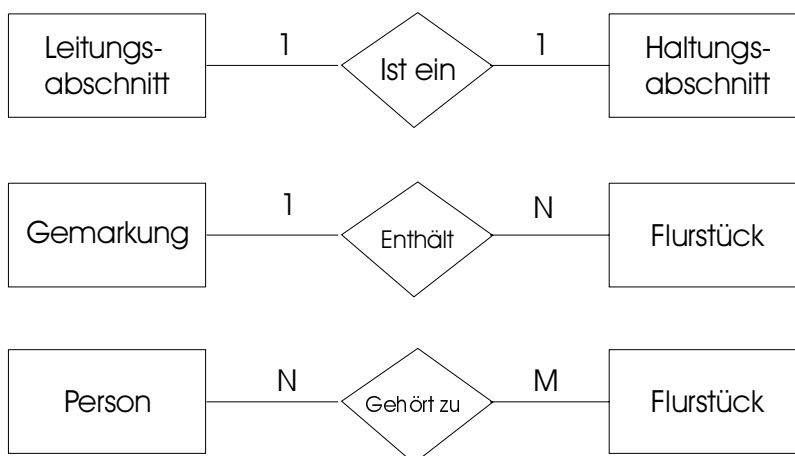 Leitungs-
abschnitt
1
Ist ein
1
Haltungs-
abschnitt
Gemarkung
1
Enthält
N
Flurstück
Person
N
Gehört zu
M
Flurstück